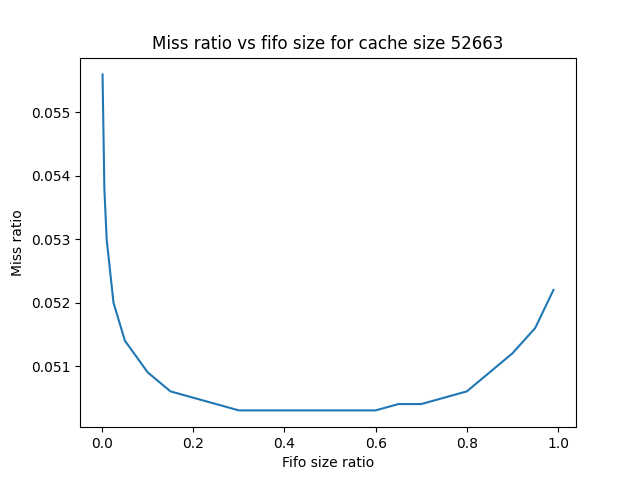 Miss ratio vs fifo size for cache size 52663
Miss ratio
0.055
0.054
0.053
0.052
0.051
0.0 0.2 0.4 0.6 0.8 1.0
Fifo size ratio